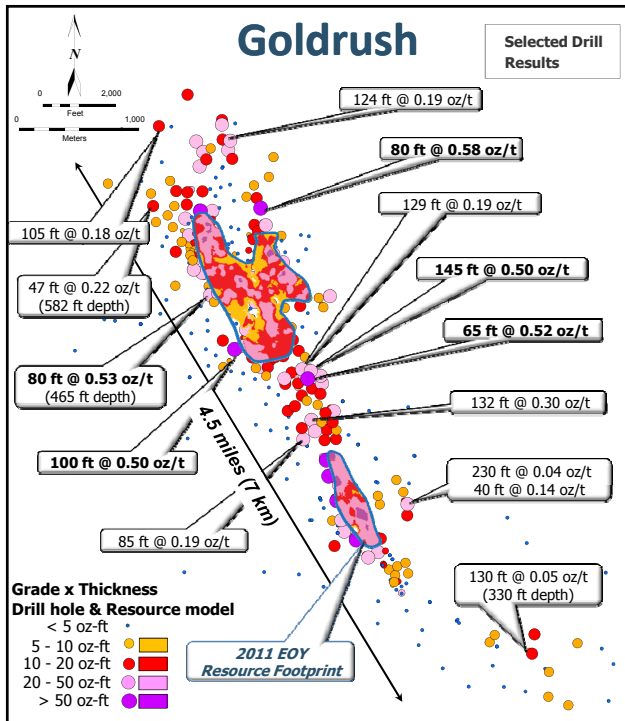 Goldrush
Selected Drill
Results
N
0 2,000
Feet
0 1,000
Meters
124 ft @ 0.19 oz/t
80 ft @ 0.58 oz/t
129 ft @ 0.19 oz/t
105 ft @ 0.18 oz/t
145 ft @ 0.50 oz/t
47 ft @ 0.22 oz/t
(582 ft depth)
65 ft @ 0.52 oz/t
80 ft @ 0.53 oz/t
(465 ft depth)
132 ft @ 0.30 oz/t
4.5 miles (7 km)
100 ft @ 0.50 oz/t
230 ft @ 0.04 oz/t
40 ft @ 0.14 oz/t
85 ft @ 0.19 oz/t
130 ft @ 0.05 oz/t
(330 ft depth)
Grade x Thickness
Drill hole & Resource model
< 5 oz-ft
5 - 10 oz-ft
10 - 20 oz-ft
20 - 50 oz-ft
> 50 oz-ft
2011 EOY
Resource Footprint